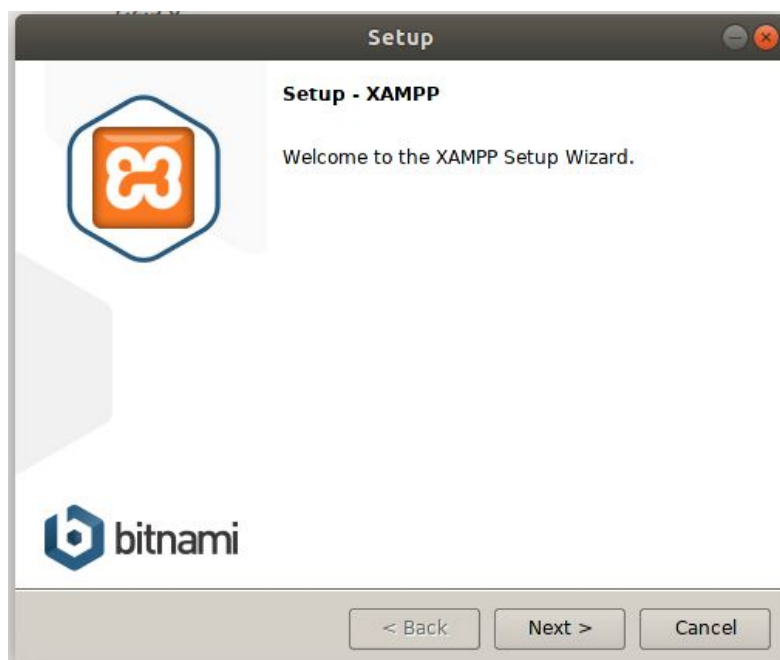 Setup
Setup - XAMPP
Welcome to the XAMPP Setup Wizard.
bitnami
< Back
Next >
Cancel